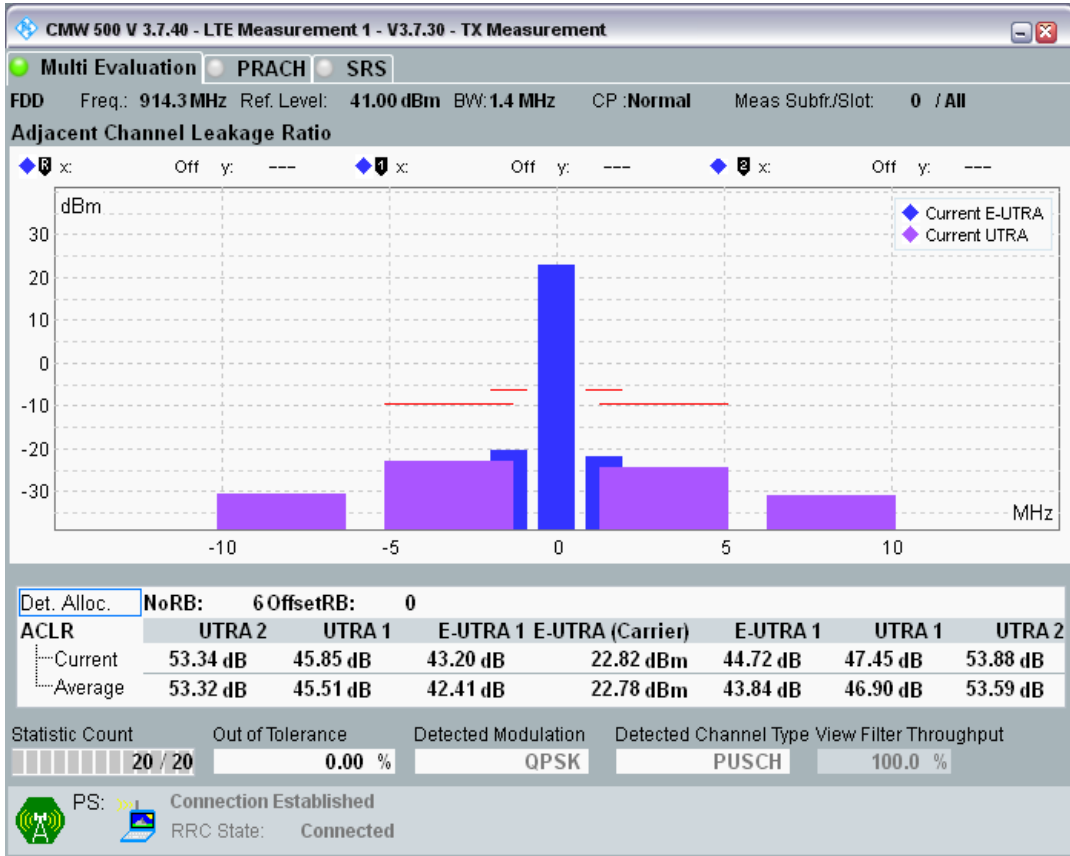 CMW 500 V 3.7.40 - LTE Measurement 1 - V3.7.30 - TX Measurement
Multi Evaluation PRACH SRS
FDD Freq.: 914.3 MHz Ref. Level: 41.00 dBm BW: 1.4 MHz CP :Normal Meas Subfr./Slot: 0 / All
Adjacent Channel Leakage Ratio
R x: Off y: --- 1 x: Off y: --- 2 x: Off y: ---
dBm
Current E-UTRA
Current UTRA
30
20
10
0
-10
-20
-30
MHz
-10 -5 0 5 10
Det. Alloc. NoRB: 6 OffsetRB: 0
ACLR UTRA 2 UTRA 1 E-UTRA 1 E-UTRA (Carrier) E-UTRA 1 UTRA 1 UTRA 2
Current 53.34 dB 45.85 dB 43.20 dB 22.82 dBm 44.72 dB 47.45 dB 53.88 dB
Average 53.32 dB 45.51 dB 42.41 dB 22.78 dBm 43.84 dB 46.90 dB 53.59 dB
Statistic Count Out of Tolerance Detected Modulation Detected Channel Type View Filter Throughput
20 / 20 0.00 % QPSK PUSCH 100.0 %
PS: Connection Established
RRC State: Connected